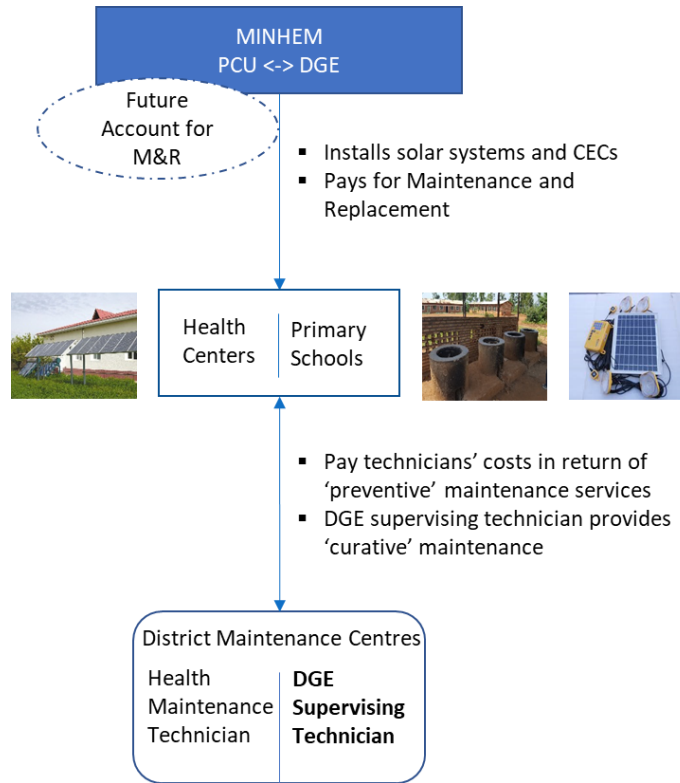 MINHEM
PCU <-> DGE
Future
Account for
M&R
▪ Installs solar systems and CECs
▪ Pays for Maintenance and
Replacement
Health
Centers
Primary
Schools
▪ Pay technicians’ costs in return of
‘preventive’ maintenance services
▪ DGE supervising technician provides
‘curative’ maintenance
District Maintenance Centres
Health
Maintenance
Technician
DGE
Supervising
Technician